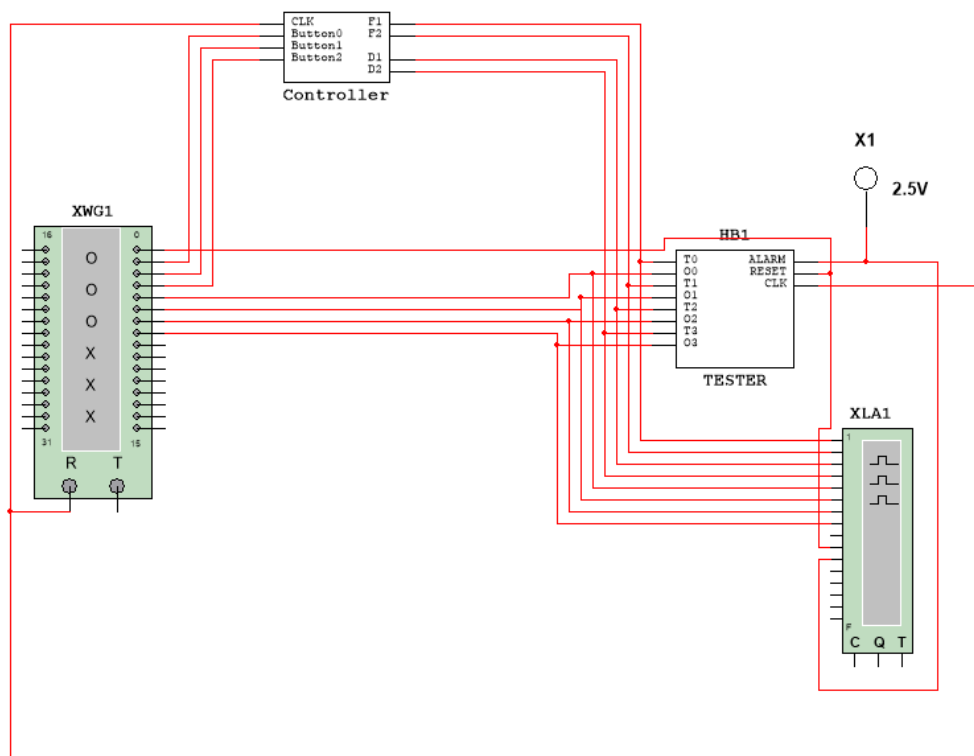 CLK F1
Button0 F2
Button1
Button2 D1
D2
Controller
X1
2.5V
XWG1
16 0
O
O
O
X
X
X
31 15
R T
HB1
T0 ALARM
O0 RESET
T1 CLK
O1
T2
O2
T3
O3
TESTER
XLA1
1
F
C Q T